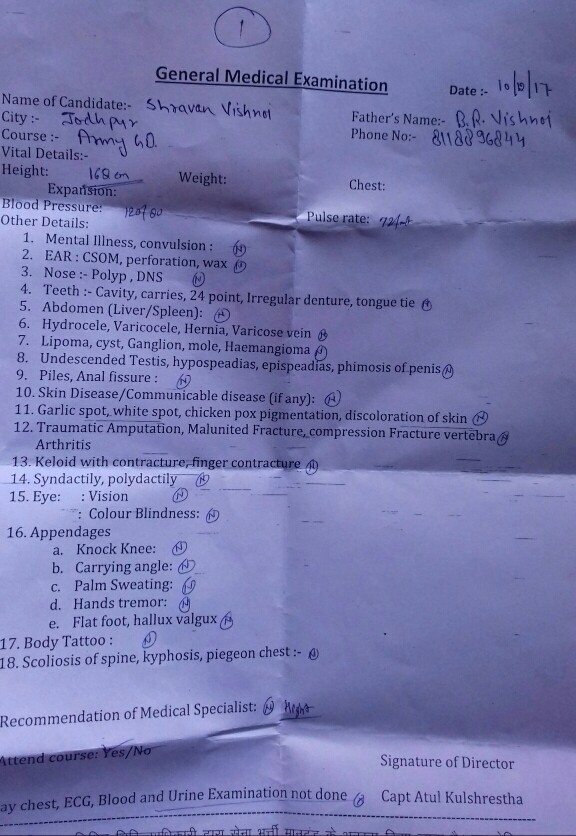 1
General Medical Examination
Date :- 10/10/17
Name of Candidate:- Shravan Vishnoi
Father's Name:- B.R. Vishnoi
City :- Jodhpur
Phone No:- 8118896844
Course :- Army GD.
Vital Details:-
Height: 168 cm Weight: Chest:
Expansion:
Blood Pressure: 120/80 Pulse rate: 72/mt
Other Details:
1. Mental Illness, convulsion : N
2. EAR : CSOM, perforation, wax N
3. Nose :- Polyp , DNS N
4. Teeth :- Cavity, carries, 24 point, Irregular denture, tongue tie N
5. Abdomen (Liver/Spleen): N
6. Hydrocele, Varicocele, Hernia, Varicose vein N
7. Lipoma, cyst, Ganglion, mole, Haemangioma N
8. Undescended Testis, hypospeadias, epispeadias, phimosis of penis N
9. Piles, Anal fissure : N
10. Skin Disease/Communicable disease (if any): N
11. Garlic spot, white spot, chicken pox pigmentation, discoloration of skin N
12. Traumatic Amputation, Malunited Fracture, compression Fracture vertebra N
Arthritis
13. Keloid with contracture, finger contracture N
14. Syndactily, polydactily N
15. Eye: : Vision N
: Colour Blindness: N
16. Appendages
a. Knock Knee: N
b. Carrying angle: N
c. Palm Sweating: N
d. Hands tremor: N
e. Flat foot, hallux valgux N
17. Body Tattoo : N
18. Scoliosis of spine, kyphosis, piegeon chest :- N
Recommendation of Medical Specialist: N
Attend course: Yes/No
Signature of Director
ay chest, ECG, Blood and Urine Examination not done N Capt Atul Kulshrestha
द्वारा सेना भर्ती मानदंड के